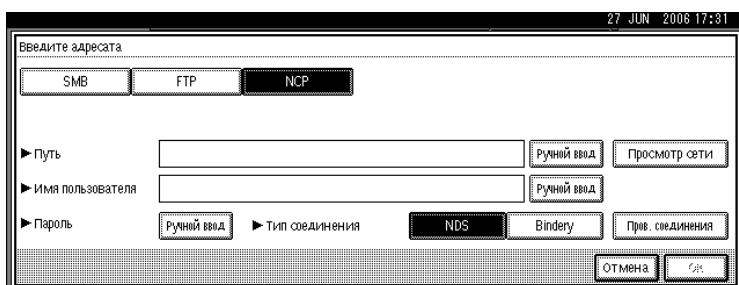 27 JUN 2006 17:31
Введите адресата
SMB FTP NCP
►Путь Ручной ввод Просмотр сети
►Имя пользователя Ручной ввод
►Пароль Ручной ввод ►Тип соединения NDS Bindery Пров. соединения
Отмена OK